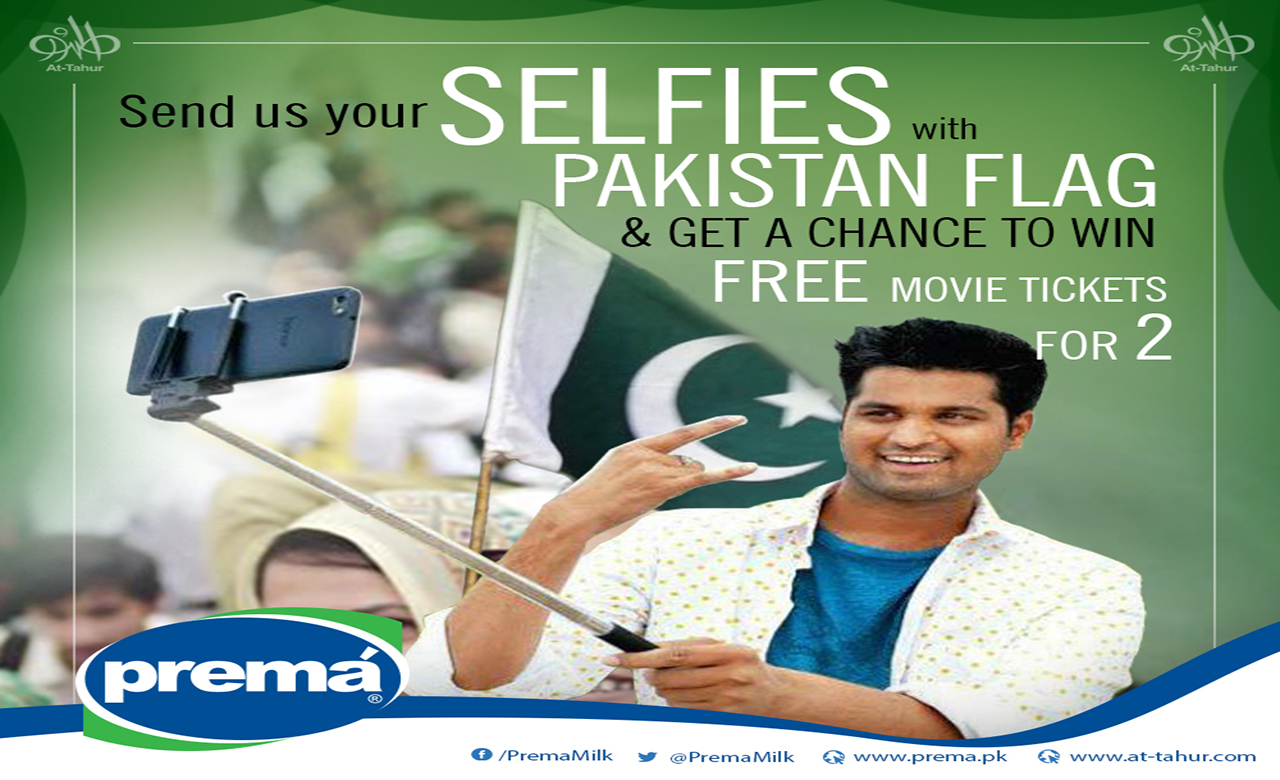 At-Tahur
At-Tahur
Send us your SELFIES with
PAKISTAN FLAG
& GET A CHANCE TO WIN
FREE MOVIE TICKETS
FOR 2
premá®
/PremaMilk @PremaMilk www.prema.pk www.at-tahur.com